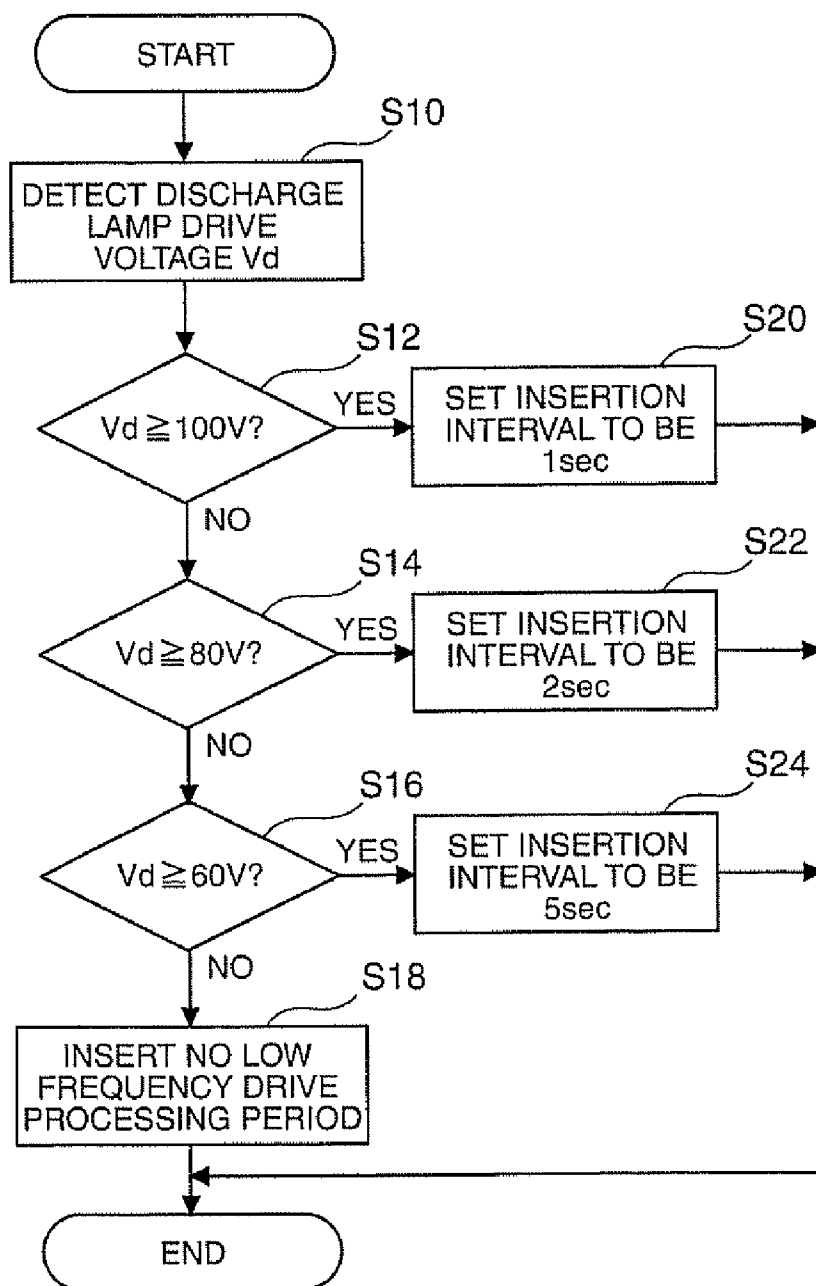 START
S10
DETECT DISCHARGE
LAMP DRIVE
VOLTAGE Vd
S12
Vd ≧ 100V?
YES
NO
S20
SET INSERTION
INTERVAL TO BE
1sec
S14
Vd ≧ 80V?
YES
NO
S22
SET INSERTION
INTERVAL TO BE
2sec
S16
Vd ≧ 60V?
YES
NO
S24
SET INSERTION
INTERVAL TO BE
5sec
S18
INSERT NO LOW
FREQUENCY DRIVE
PROCESSING PERIOD
END